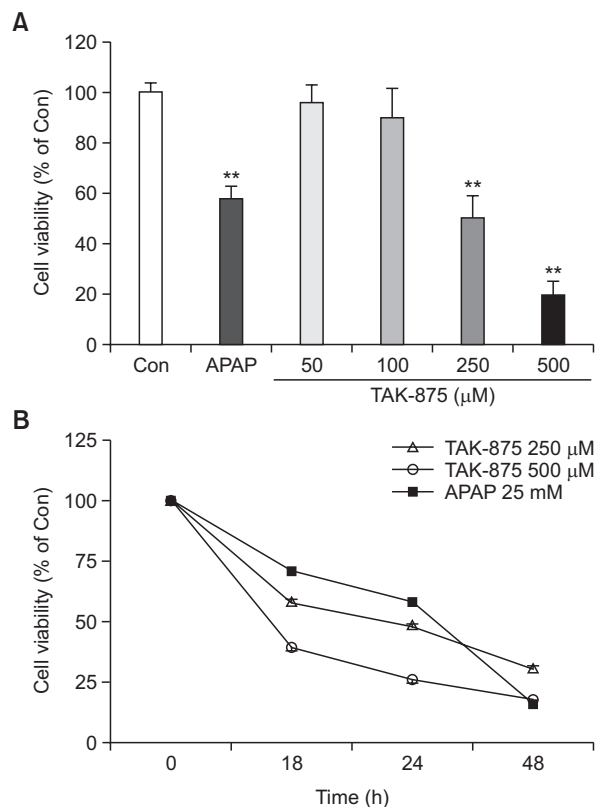 A
Cell viability (% of Con)
120
100
80
60
40
20
0
**
**
**
Con APAP 50 100 250 500
TAK-875 (μM)
B
Cell viability (% of Con)
125
100
75
50
25
0
TAK-875 250 μM
TAK-875 500 μM
APAP 25 mM
0 18 24 48
Time (h)